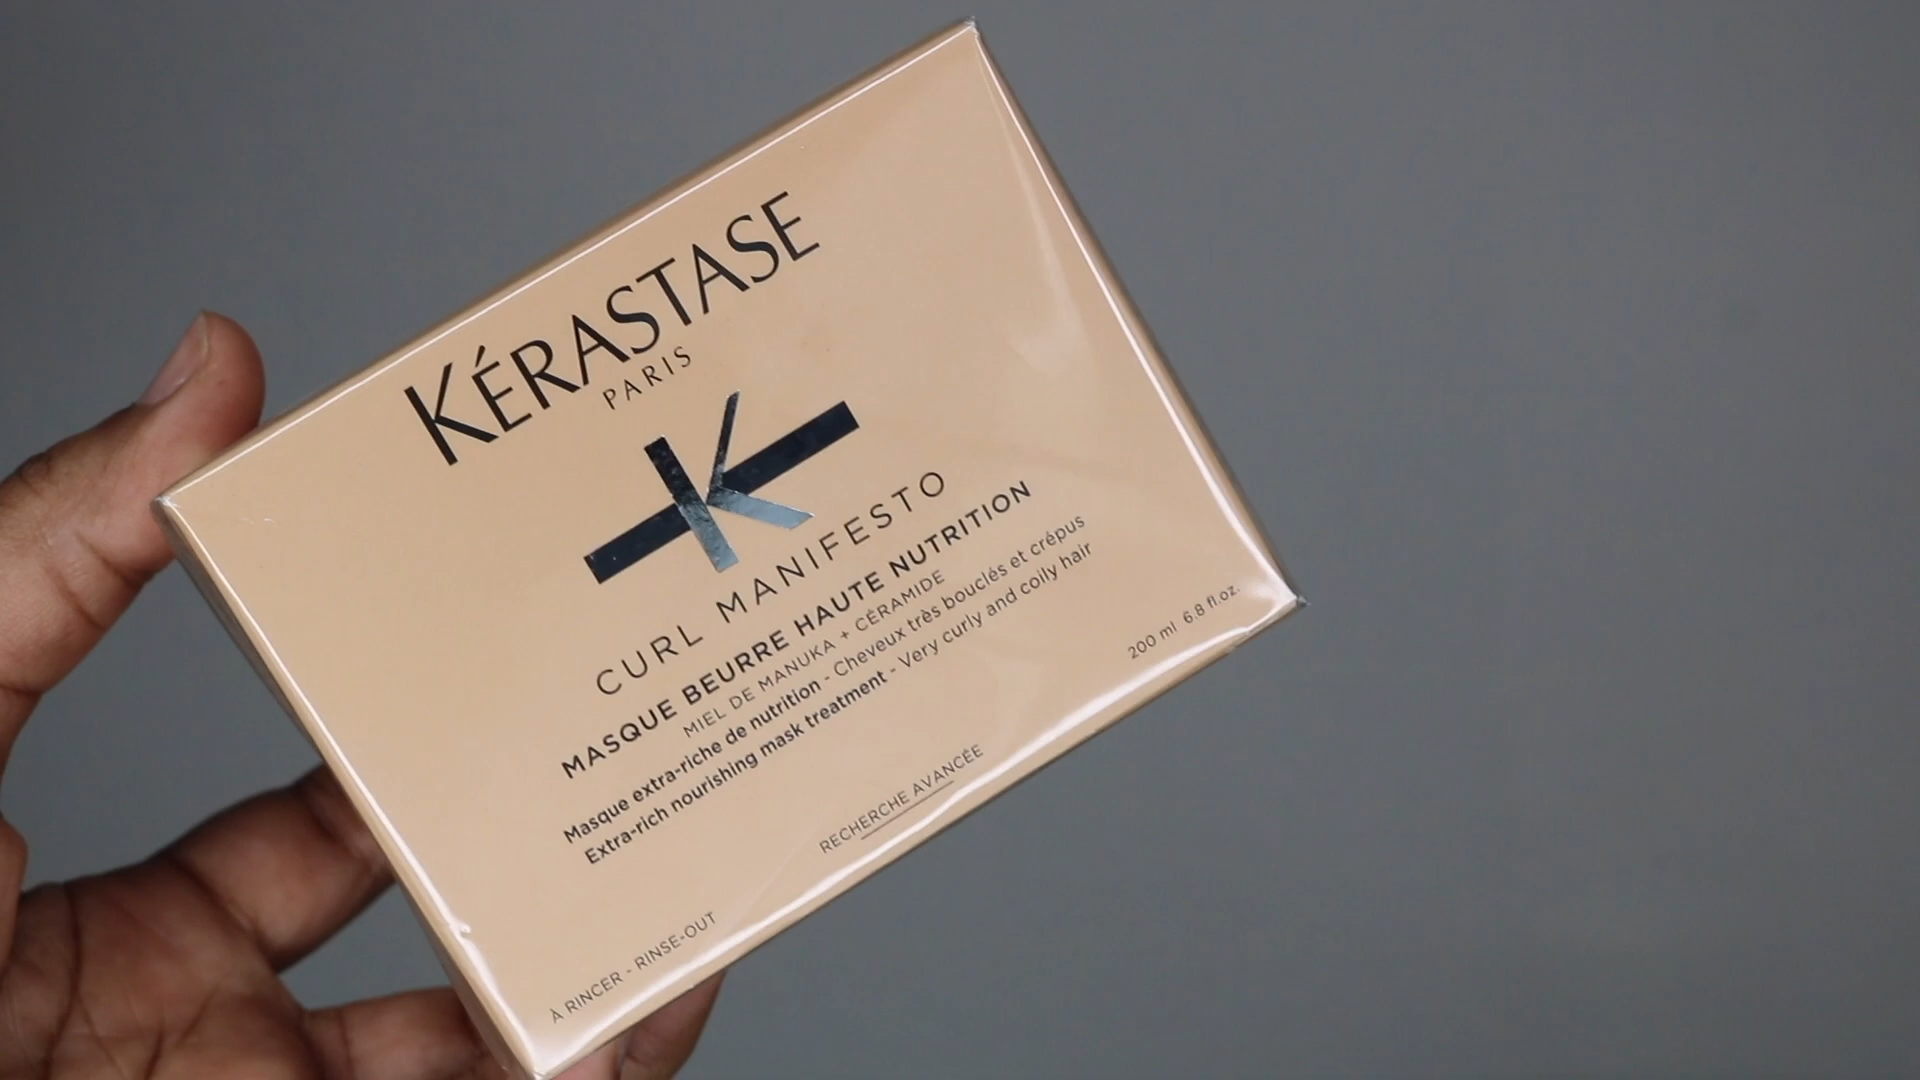 KÉRASTASE
PARIS
CURL MANIFESTO
MASQUE BEURRE HAUTE NUTRITION
MIEL DE MANUKA + CÉRAMIDE
Masque extra-riche de nutrition - Cheveux très bouclés et crépus
Extra-rich nourishing mask treatment - Very curly and coily hair
200 ml 6.8 fl.oz.
RECHERCHE AVANCÉE
À RINCER - RINSE-OUT